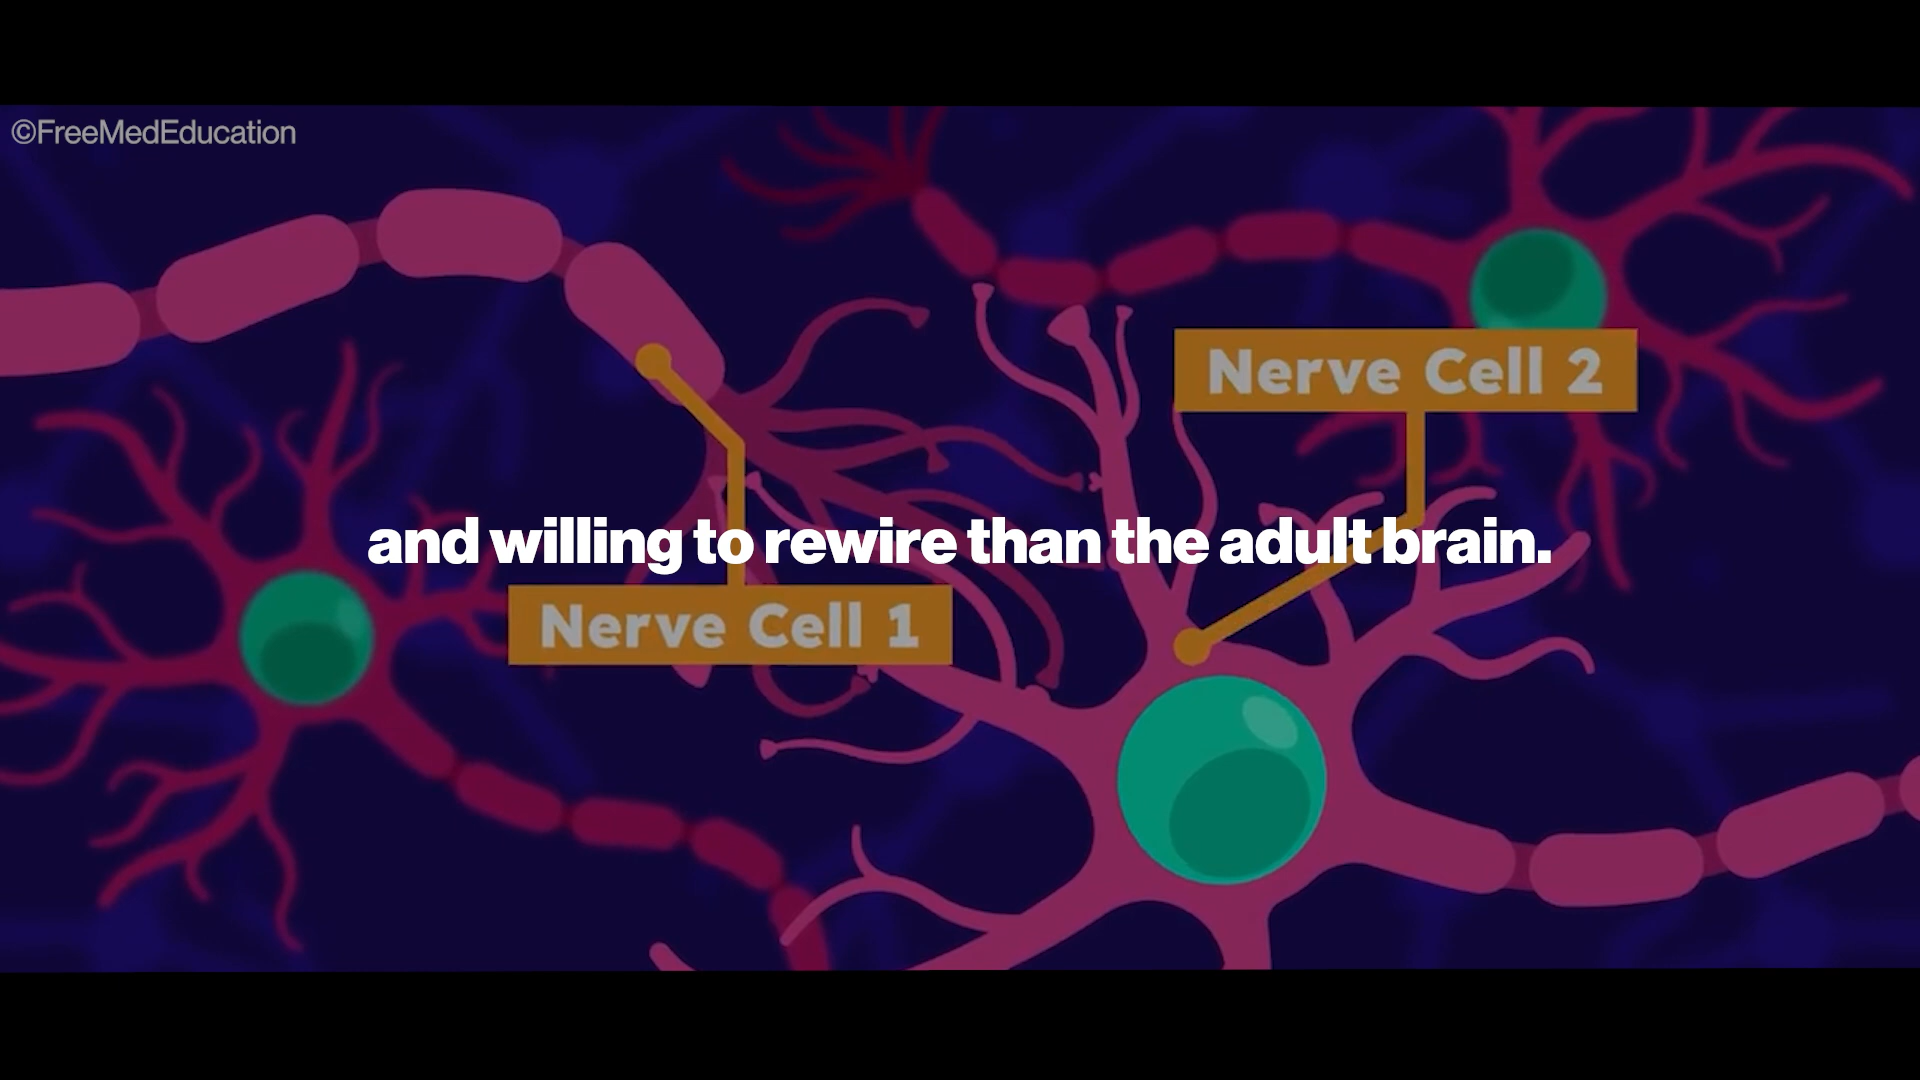 ©FreeMedEducation
Nerve Cell 2
and willing to rewire than the adult brain.
Nerve Cell 1